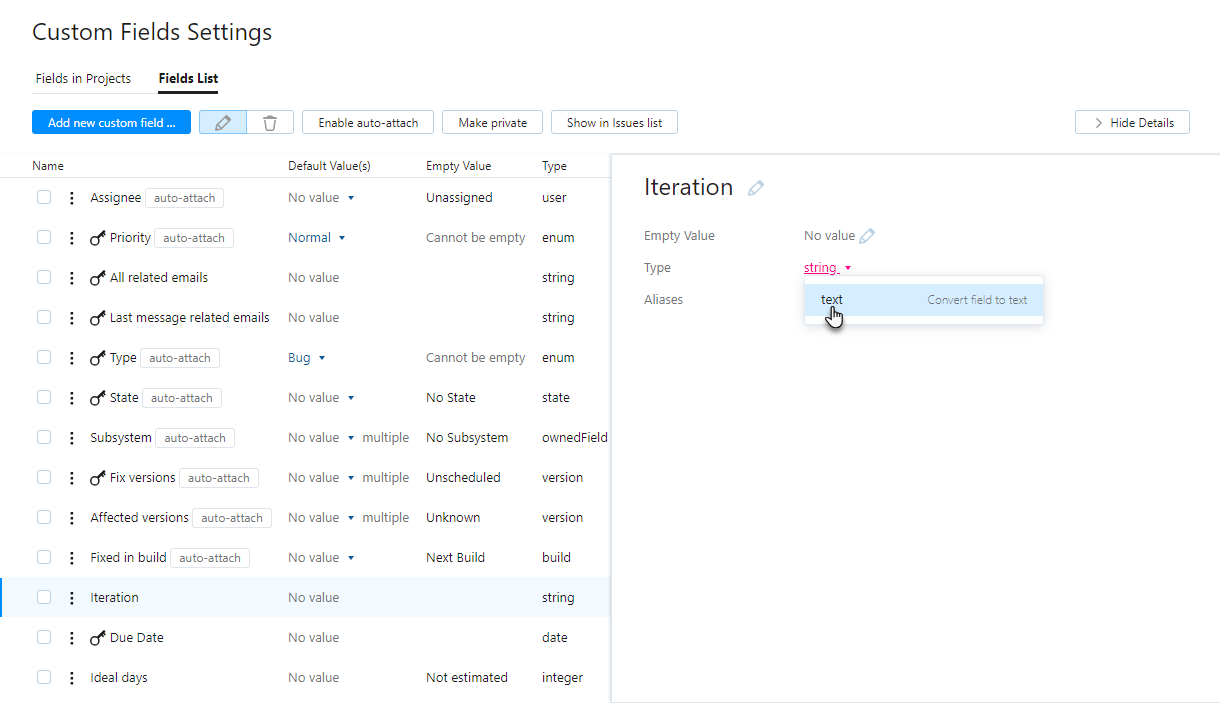 Custom Fields Settings
Fields in Projects Fields List
Add new custom field ... Enable auto-attach Make private Show in Issues list Hide Details
Name Default Value(s) Empty Value Type
Assignee auto-attach No value Unassigned user
Priority auto-attach Normal Cannot be empty enum
All related emails No value string
Last message related emails No value string
Type auto-attach Bug Cannot be empty enum
State auto-attach No value No State state
Subsystem auto-attach No value multiple No Subsystem ownedField
Fix versions auto-attach No value multiple Unscheduled version
Affected versions auto-attach No value multiple Unknown version
Fixed in build auto-attach No value Next Build build
Iteration No value string
Due Date No value date
Ideal days No value Not estimated integer
Iteration
Empty Value No value
Type string
Aliases
text Convert field to text